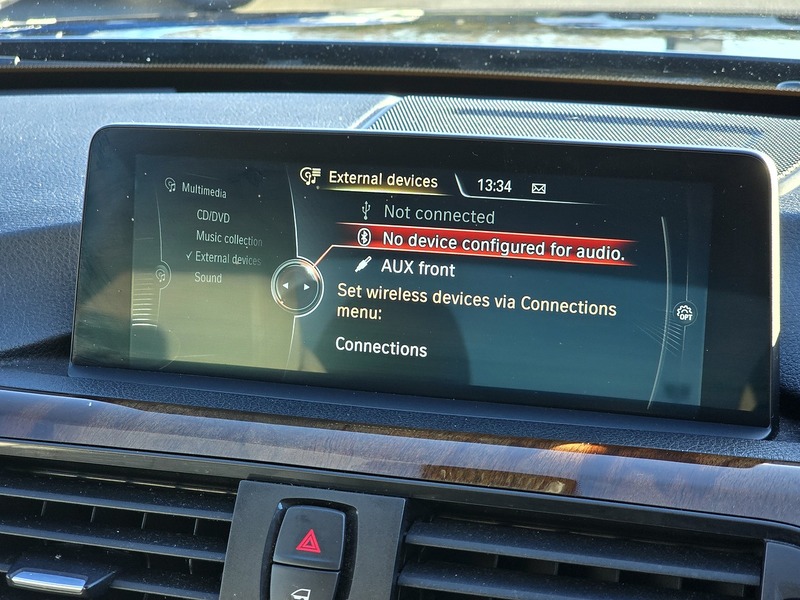 External devices
13:34
Multimedia
CD/DVD
Music collection
External devices
Sound
Not connected
No device configured for audio.
AUX front
Set wireless devices via Connections
menu:
Connections
OPT